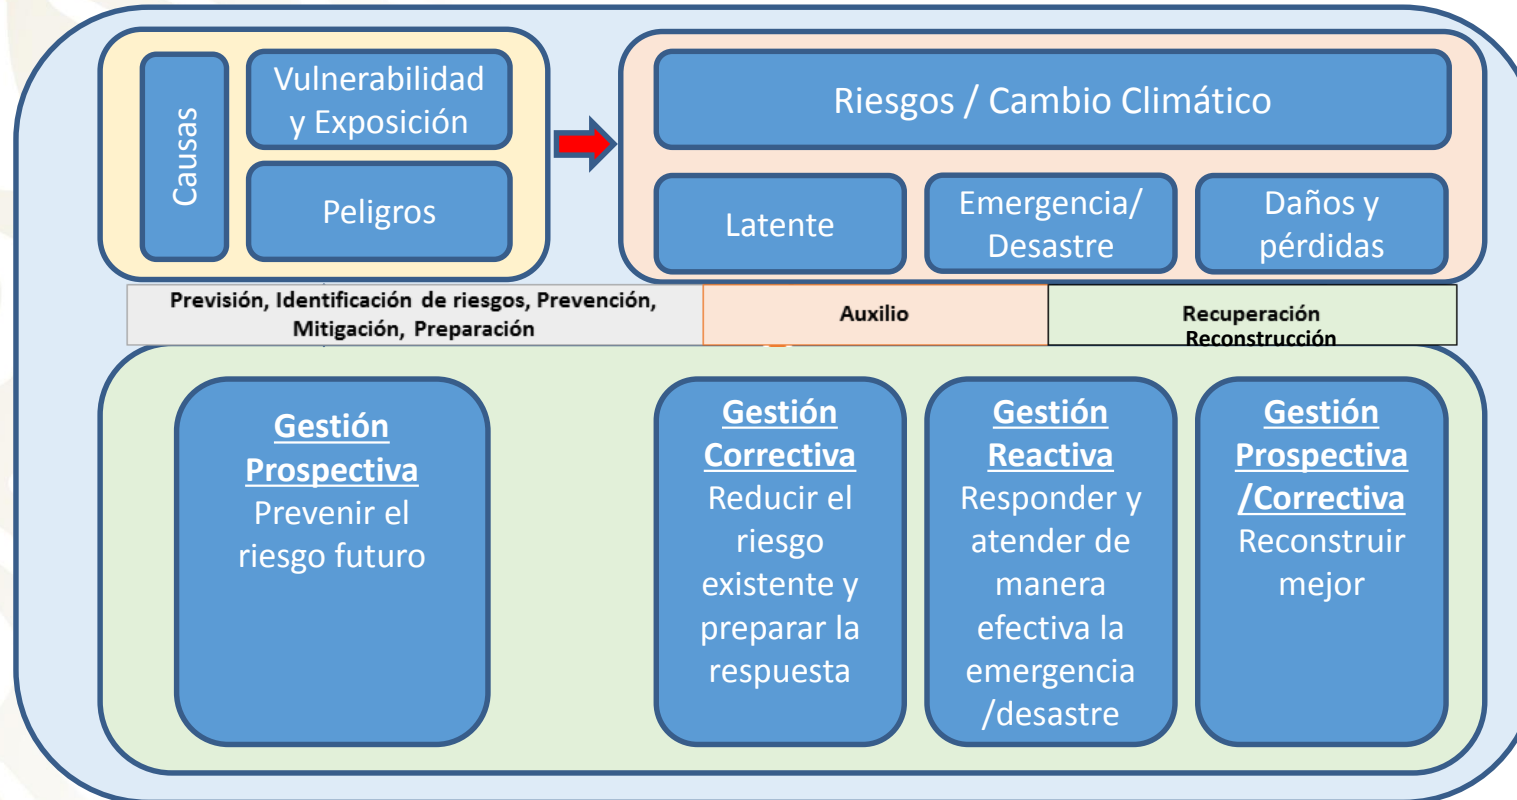 Causas
Vulnerabilidad
y Exposición
Peligros
Riesgos / Cambio Climático
Latente
Emergencia/
Desastre
Daños y
pérdidas
Previsión, Identificación de riesgos, Prevención,
Mitigación, Preparación
Auxilio
Recuperación
Reconstrucción
Gestión
Prospectiva
Prevenir el
riesgo futuro
Gestión
Correctiva
Reducir el
riesgo
existente y
preparar la
respuesta
Gestión
Reactiva
Responder y
atender de
manera
efectiva la
emergencia
/desastre
Gestión
Prospectiva
/Correctiva
Reconstruir
mejor